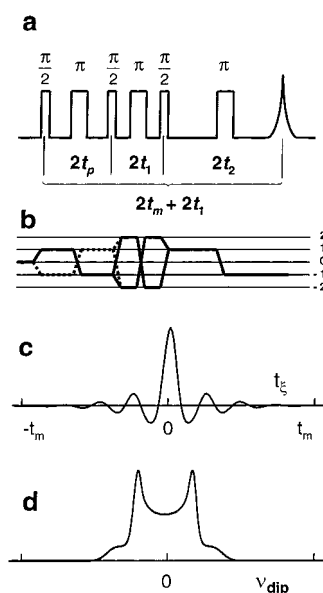 a
π/2 π π/2 π π/2 π
2t_p 2t_1 2t_2
2t_m + 2t_1
b
2
1
0
-1
-2
c
t_ξ
-t_m 0 t_m
d
0 ν_dip